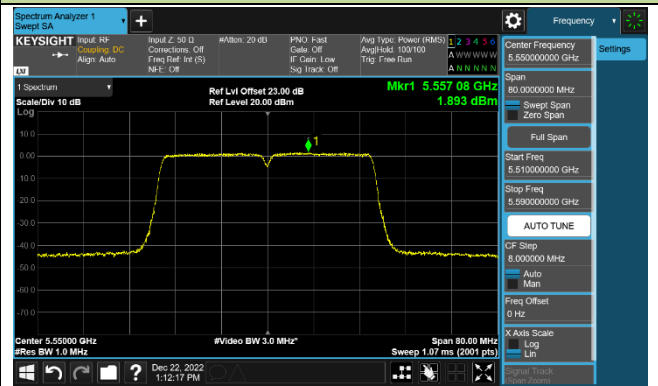 Spectrum Analyzer 1
Swept SA
Frequency
KEYSIGHT
Input: RF
Coupling: DC
Align: Auto
Input Z: 50 Ω
Corrections: Off
Freq Ref: Int (S)
NFE: Off
#Atten: 20 dB
PNO: Fast
Gate: Off
IF Gain: Low
Sig Track: Off
Avg Type: Power (RMS)
Avg|Hold: 100/100
Trig: Free Run
1 2 3 4 5 6
A W W W W W
A N N N N N
LXI
1 Spectrum
Scale/Div 10 dB
Log
Ref Lvl Offset 23.00 dB
Ref Level 20.00 dBm
Mkr1 5.557 08 GHz
1.893 dBm
1
10.0
0.00
-10.0
-20.0
-30.0
-40.0
-50.0
-60.0
-70.0
Center 5.55000 GHz
#Res BW 1.0 MHz
#Video BW 3.0 MHz*
Span 80.00 MHz
Sweep 1.07 ms (2001 pts)
Dec 22, 2022
1:12:17 PM
Center Frequency
5.550000000 GHz
Settings
Span
80.0000000 MHz
Swept Span
Zero Span
Full Span
Start Freq
5.510000000 GHz
Stop Freq
5.590000000 GHz
AUTO TUNE
CF Step
8.000000 MHz
Auto
Man
Freq Offset
0 Hz
X Axis Scale
Log
Lin
Signal Track
(Span Zoom)